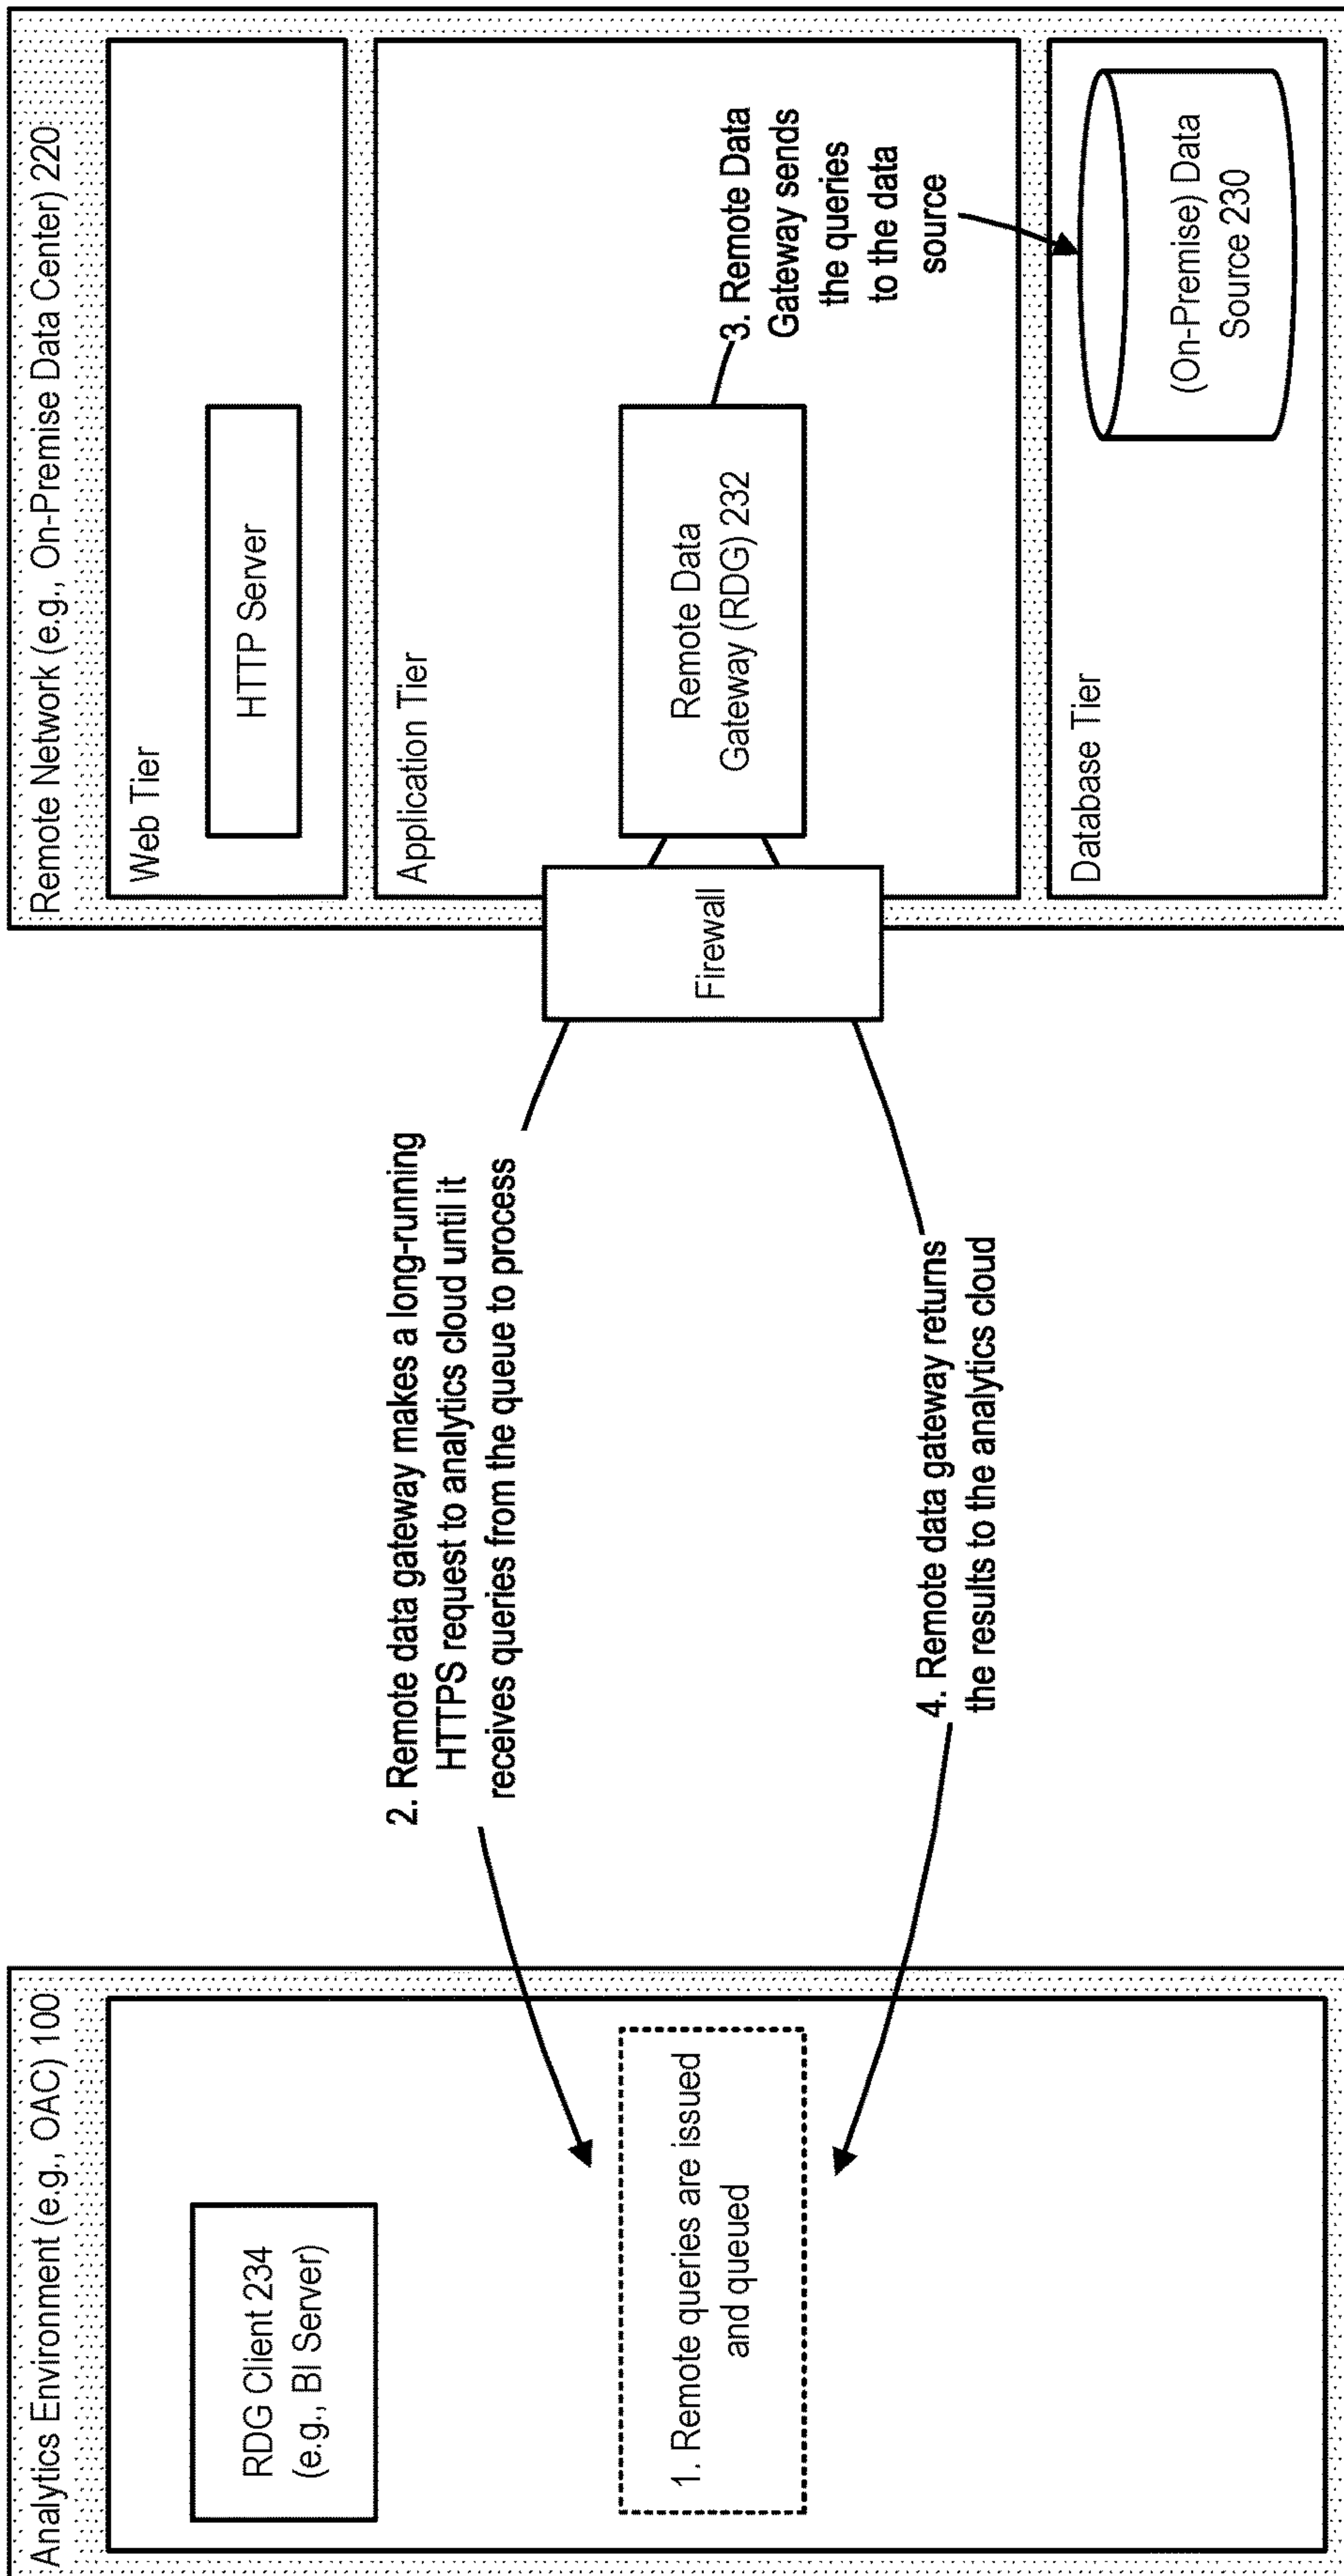 Analytics Environment (e.g., OAC) 100
RDG Client 234
(e.g., BI Server)
1. Remote queries are issued
and queued
2. Remote data gateway makes a long-running
HTTPS request to analytics cloud until it
receives queries from the queue to process
4. Remote data gateway returns
the results to the analytics cloud
Firewall
Remote Network (e.g., On-Premise Data Center) 220
Web Tier
HTTP Server
Application Tier
Remote Data
Gateway (RDG) 232
3. Remote Data
Gateway sends
the queries
to the data
source
Database Tier
(On-Premise) Data
Source 230